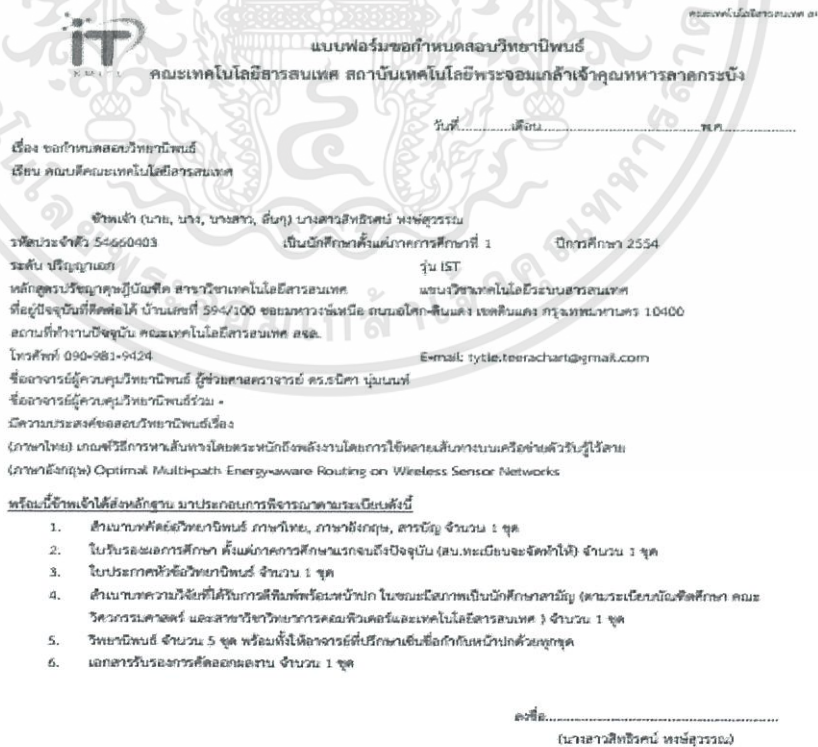 คณะเทคโนโลยีสารสนเทศ
iT
แบบฟอร์มขอกำหนดสอบวิทยานิพนธ์
คณะเทคโนโลยีสารสนเทศ สถาบันเทคโนโลยีพระจอมเกล้าเจ้าคุณทหารลาดกระบัง
วันที่..............เดือน..................................................พ.ศ....................
เรื่อง ขอกำหนดสอบวิทยานิพนธ์
เรียน คณบดีคณะเทคโนโลยีสารสนเทศ
ข้าพเจ้า (นาย, นาง, นางสาว, อื่นๆ) นางสาวสิทธิรศน์ หงษ์สุวรรณ
รหัสประจำตัว 54660403 เป็นนักศึกษาตั้งแต่ภาคการศึกษาที่ 1 ปีการศึกษา 2554
ระดับ ปริญญาเอก รุ่น IST
หลักสูตรปรัชญาดุษฎีบัณฑิต สาขาวิชาเทคโนโลยีสารสนเทศ แขนงวิชาเทคโนโลยีระบบสารสนเทศ
ที่อยู่ปัจจุบันที่ติดต่อได้ บ้านเลขที่ 594/100 ซอยมหาวงษ์เหนือ ถนนอโศก-ดินแดง เขตดินแดง กรุงเทพมหานคร 10400
สถานที่ทำงานปัจจุบัน คณะเทคโนโลยีสารสนเทศ สจล.
โทรศัพท์ 090-981-9424 E-mail: tytle.teerachart@gmail.com
ชื่ออาจารย์ผู้ควบคุมวิทยานิพนธ์ ผู้ช่วยศาสตราจารย์ ดร.ธนิศา นุ่มนนท์
ชื่ออาจารย์ผู้ควบคุมวิทยานิพนธ์ร่วม -
มีความประสงค์ขอสอบวิทยานิพนธ์เรื่อง
(ภาษาไทย) เกณฑ์วิธีการหาเส้นทางโดยตระหนักถึงพลังงานโดยการใช้หลายเส้นทางบนเครือข่ายตัวรับรู้ไร้สาย
(ภาษาอังกฤษ) Optimal Multi-path Energy-aware Routing on Wireless Sensor Networks
พร้อมนี้ข้าพเจ้าได้ส่งหลักฐาน มาประกอบการพิจารณาตามระเบียบดังนี้
1. สำเนาบทคัดย่อวิทยานิพนธ์ ภาษาไทย, ภาษาอังกฤษ, สารบัญ จำนวน 1 ชุด
2. ใบรับรองผลการศึกษา ตั้งแต่ภาคการศึกษาแรกจนถึงปัจจุบัน (สน.ทะเบียนจะจัดทำให้) จำนวน 1 ชุด
3. ใบประกาศหัวข้อวิทยานิพนธ์ จำนวน 1 ชุด
4. สำเนาบทความวิจัยที่ได้รับการตีพิมพ์พร้อมหน้าปก ในขณะมีสภาพเป็นนักศึกษาสามัญ (ตามระเบียบบัณฑิตศึกษา คณะ
วิศวกรรมศาสตร์ และสาขาวิชาวิทยาการคอมพิวเตอร์และเทคโนโลยีสารสนเทศ ) จำนวน 1 ชุด
5. วิทยานิพนธ์ จำนวน 5 ชุด พร้อมทั้งให้อาจารย์ที่ปรึกษาเซ็นชื่อกำกับหน้าปกด้วยทุกชุด
6. เอกสารรับรองการคัดลอกผลงาน จำนวน 1 ชุด
ลงชื่อ......................................................
(นางสาวสิทธิรศน์ หงษ์สุวรรณ)